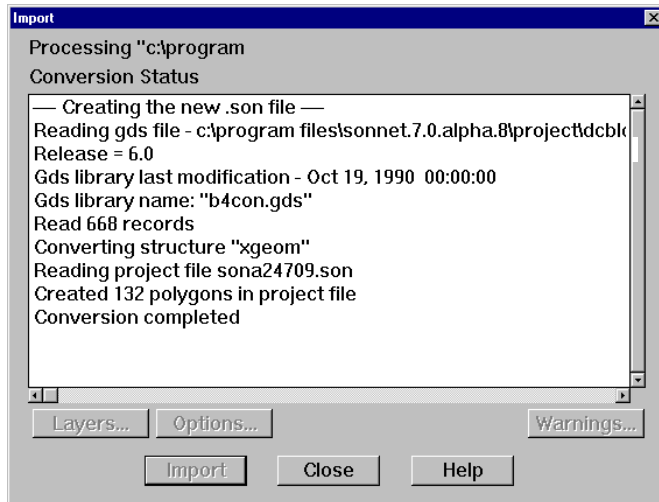 Import
Processing "c:\program
Conversion Status
— Creating the new .son file —
Reading gds file - c:\program files\sonnet.7.0.alpha.8\project\dcblo
Release = 6.0
Gds library last modification - Oct 19, 1990 00:00:00
Gds library name: "b4con.gds"
Read 668 records
Converting structure "xgeom"
Reading project file sona24709.son
Created 132 polygons in project file
Conversion completed
Layers... Options... Warnings...
Import Close Help